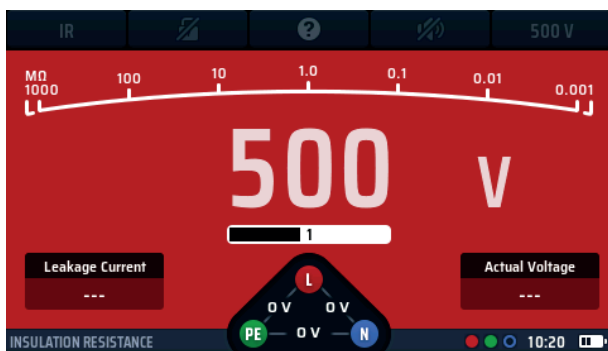 IR ? 500 V
MΩ
1000 100 10 1.0 0.1 0.01 0.001
500 V
1
Leakage Current
---
Actual Voltage
---
L
0 V 0 V
PE 0 V N
INSULATION RESISTANCE 10:20